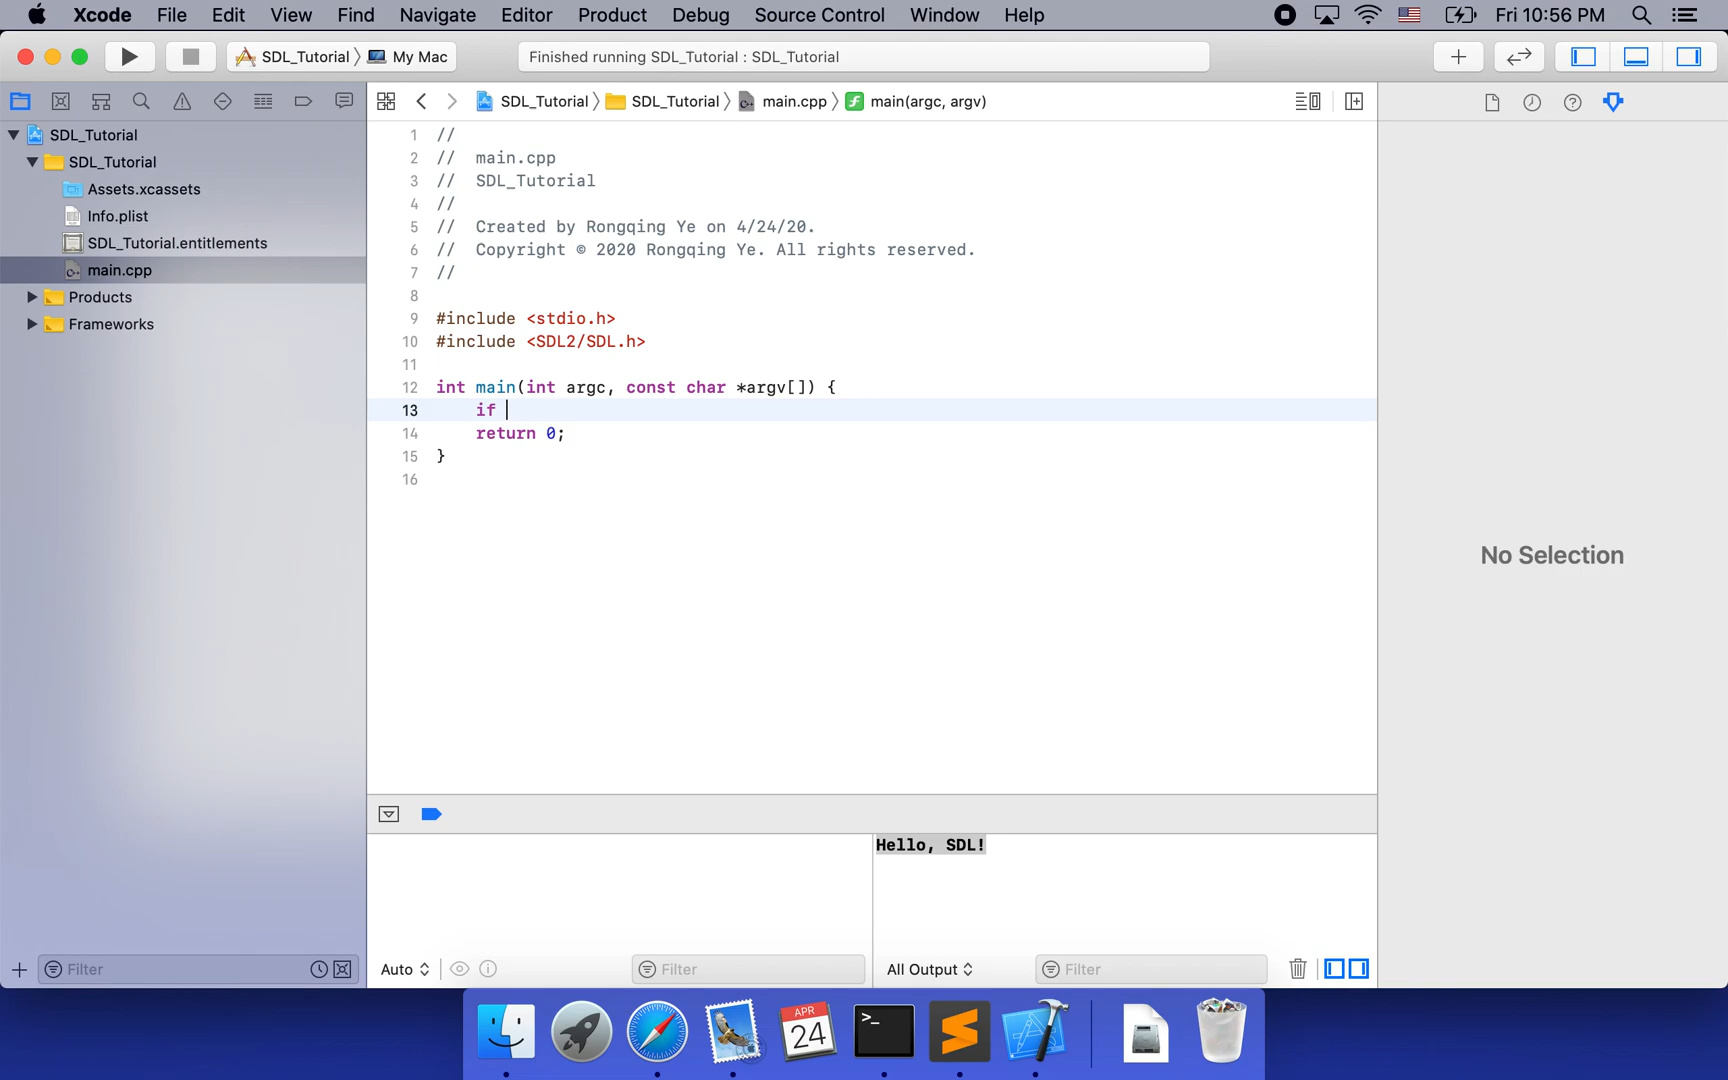 Xcode File Edit View Find Navigate Editor Product Debug Source Control Window Help Fri 10:56 PM
SDL_Tutorial My Mac Finished running SDL_Tutorial : SDL_Tutorial
SDL_Tutorial SDL_Tutorial main.cpp main(argc, argv)
SDL_Tutorial
SDL_Tutorial
Assets.xcassets
Info.plist
SDL_Tutorial.entitlements
main.cpp
Products
Frameworks
1 //
2 // main.cpp
3 // SDL_Tutorial
4 //
5 // Created by Rongqing Ye on 4/24/20.
6 // Copyright © 2020 Rongqing Ye. All rights reserved.
7 //
8
9 #include <stdio.h>
10 #include <SDL2/SDL.h>
11
12 int main(int argc, const char *argv[]) {
13 if
14 return 0;
15 }
16
No Selection
Hello, SDL!
Filter Auto Filter All Output Filter
APR
24
>_